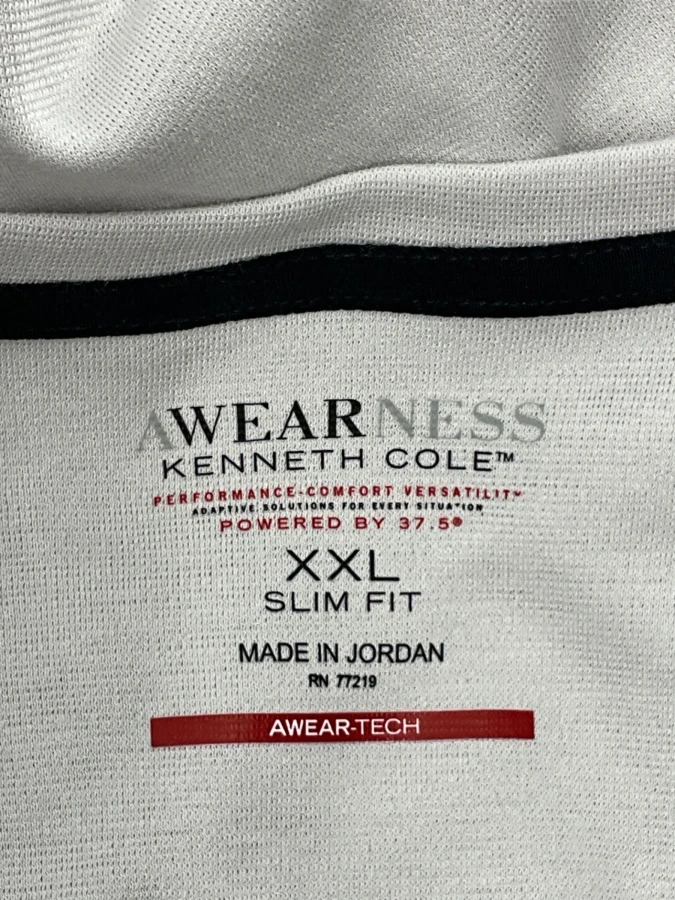 AWEARNESS
KENNETH COLE™
PERFORMANCE-COMFORT VERSATILITY
ADAPTIVE SOLUTIONS FOR EVERY SITUATION
POWERED BY 37.5®
XXL
SLIM FIT
MADE IN JORDAN
RN 77219
AWEAR-TECH